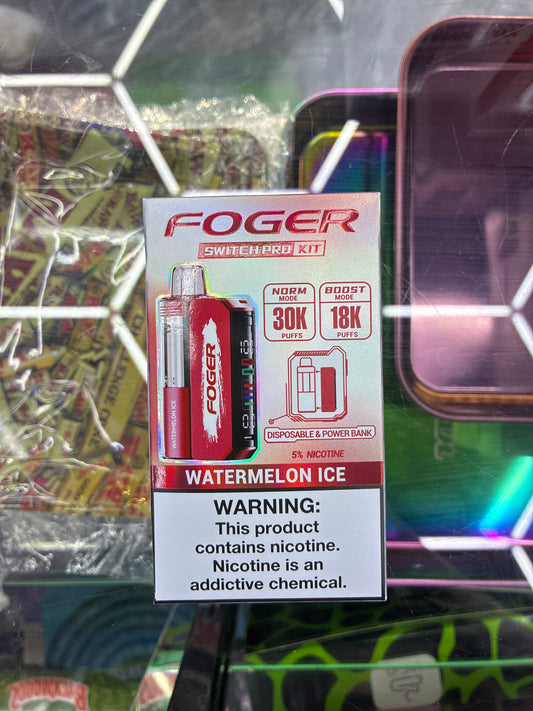 FOGER
SWITCH PRO KIT
NORM
MODE
30K
PUFFS
BOOST
MODE
18K
PUFFS
FOGER
WATERMELON ICE
DISPOSABLE & POWER BANK
5% NICOTINE
WATERMELON ICE
WARNING:
This product
contains nicotine.
Nicotine is an
addictive chemical.